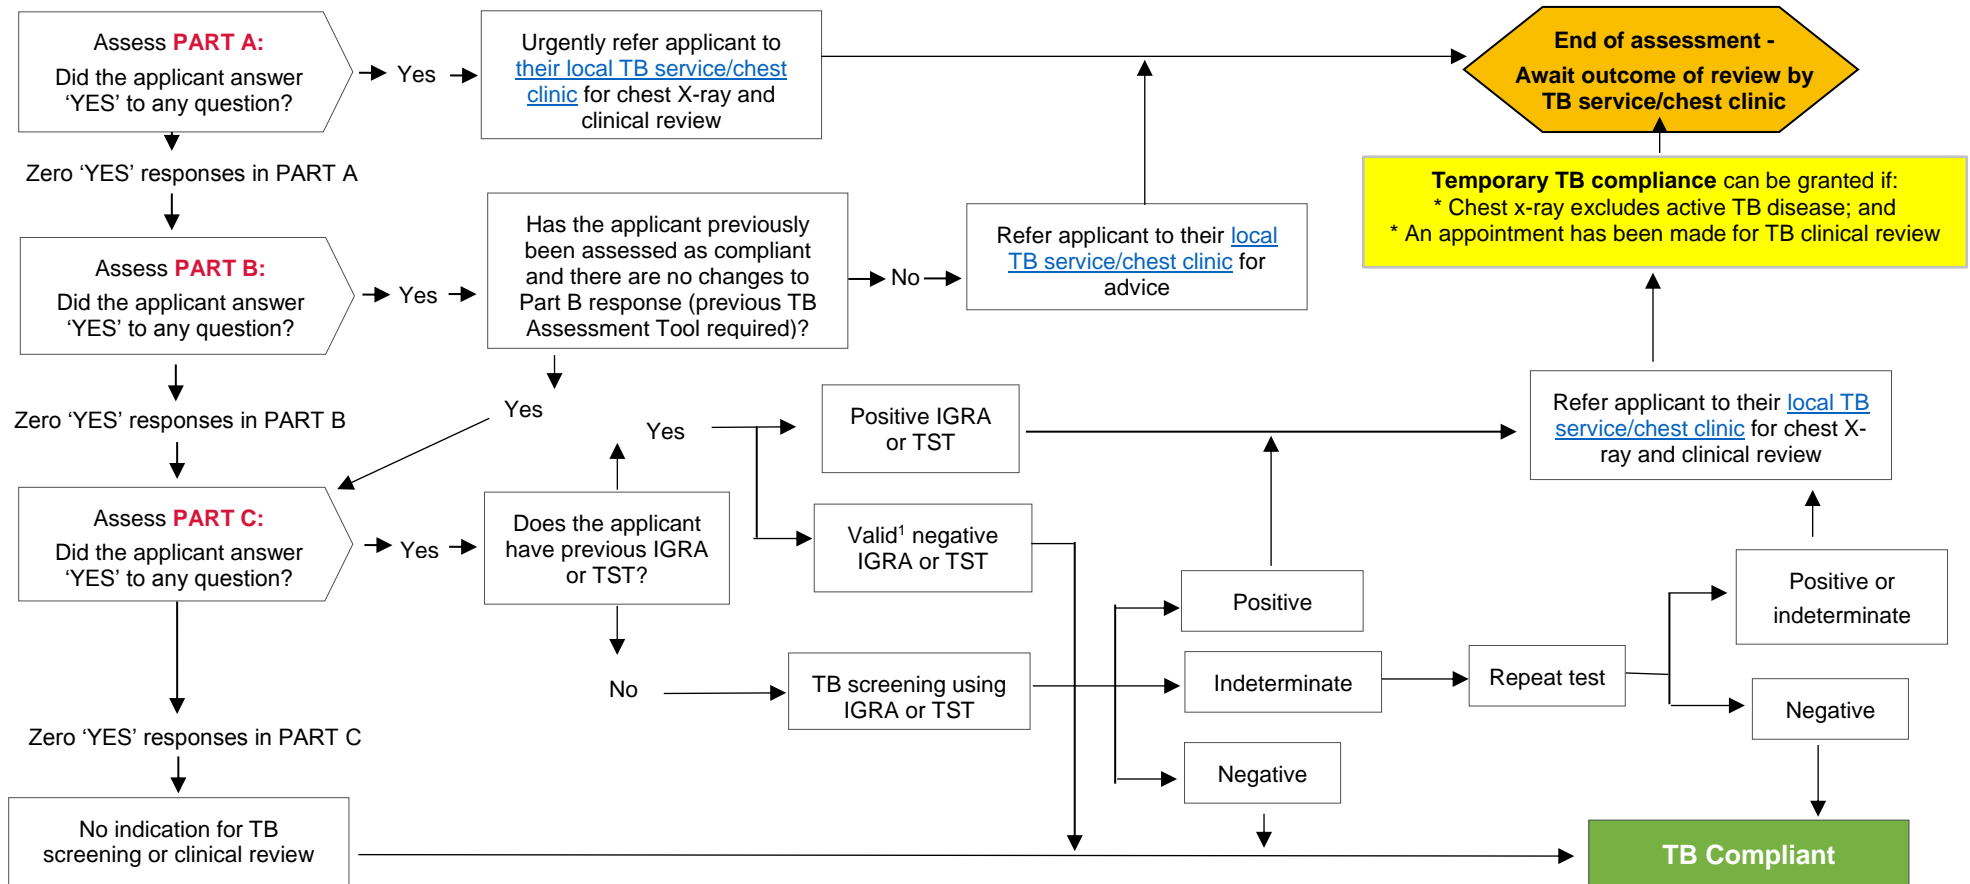 Assess PART A:
Did the applicant answer
‘YES’ to any question?
Yes
Urgently refer applicant to
their local TB service/chest
clinic for chest X-ray and
clinical review
End of assessment -
Await outcome of review by
TB service/chest clinic
Zero ‘YES’ responses in PART A
Temporary TB compliance can be granted if:
* Chest x-ray excludes active TB disease; and
* An appointment has been made for TB clinical review
Assess PART B:
Did the applicant answer
‘YES’ to any question?
Yes
Has the applicant previously
been assessed as compliant
and there are no changes to
Part B response (previous TB
Assessment Tool required)?
No
Refer applicant to their local
TB service/chest clinic for
advice
Zero ‘YES’ responses in PART B
Yes
Yes
Positive IGRA
or TST
Refer applicant to their local TB
service/chest clinic for chest X-
ray and clinical review
Assess PART C:
Did the applicant answer
‘YES’ to any question?
Yes
Does the applicant
have previous IGRA
or TST?
Valid¹ negative
IGRA or TST
Positive
Positive or
indeterminate
No
TB screening using
IGRA or TST
Indeterminate
Repeat test
Negative
Negative
Zero ‘YES’ responses in PART C
No indication for TB
screening or clinical review
TB Compliant